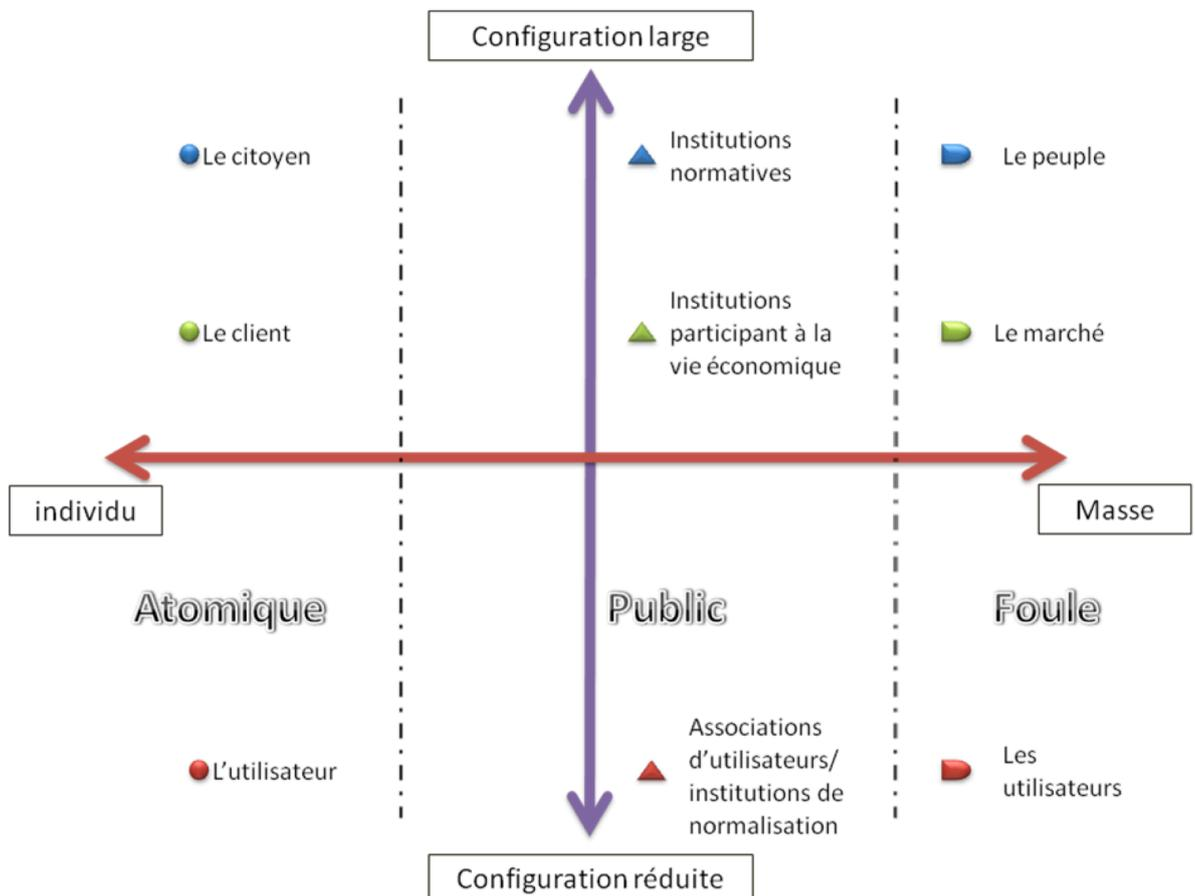 Configuration large
Le citoyen
Institutions
normatives
Le peuple
Le client
Institutions
participant à la
vie économique
Le marché
individu
Masse
Atomique
Public
Foule
L'utilisateur
Associations
d'utilisateurs/
institutions de
normalisation
Les
utilisateurs
Configuration réduite